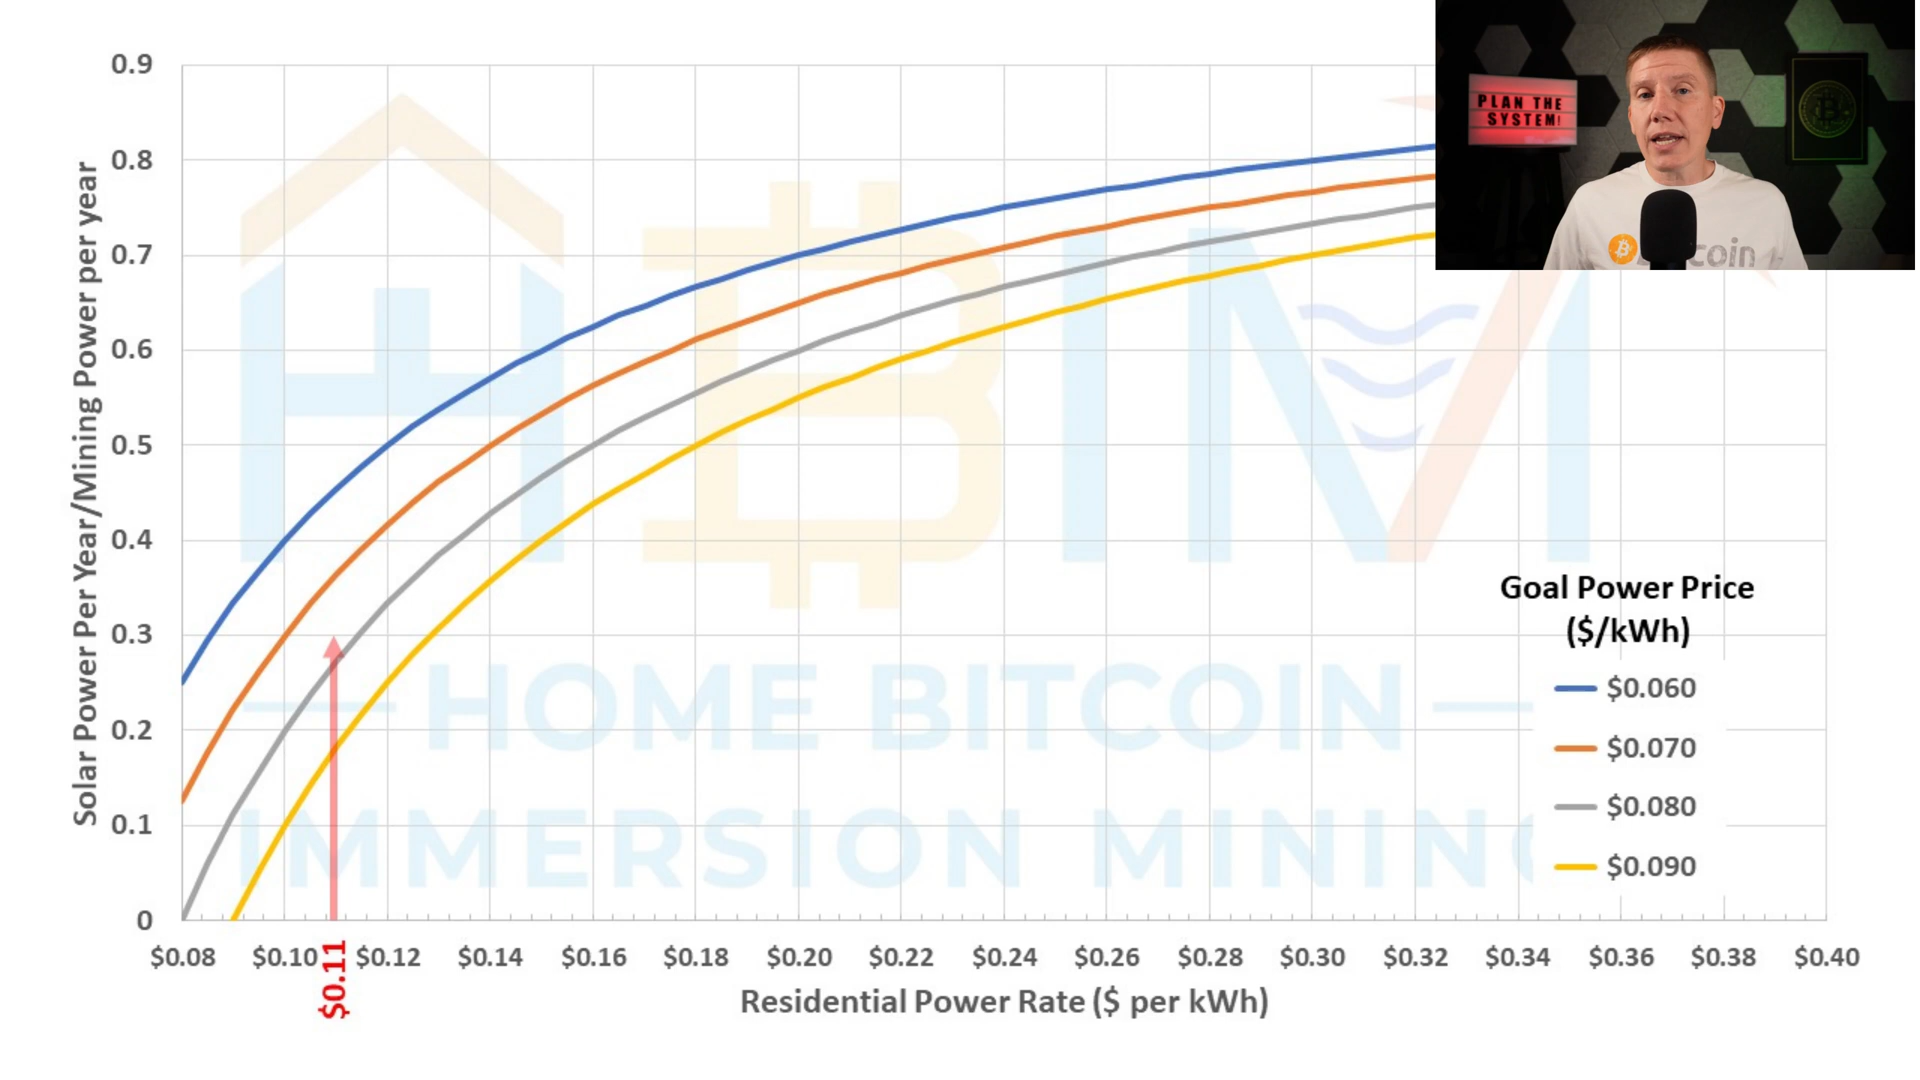 0.9
0.8
0.7
0.6
0.5
0.4
0.3
0.2
0.1
0
Solar Power Per Year/Mining Power per year
PLAN THE
SYSTEM!
coin
HOME BITCOIN
IMMERSION MINING
Goal Power Price
($/kWh)
$0.060
$0.070
$0.080
$0.090
$0.08 $0.10 $0.12 $0.14 $0.16 $0.18 $0.20 $0.22 $0.24 $0.26 $0.28 $0.30 $0.32 $0.34 $0.36 $0.38 $0.40
$0.11
Residential Power Rate ($ per kWh)